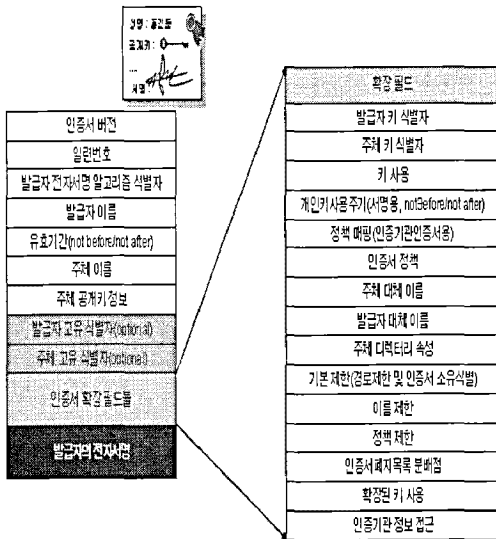 성명 : 홍길동
공개키 :
...
서명
인증서 버전
일련번호
발급자 전자서명 알고리즘 식별자
발급자 이름
유효기간(not before/not after)
주체 이름
주체 공개키 정보
발급자 고유 식별자(optional)
주체 고유 식별자(optional)
인증서 확장 필드들
발급자의 전자서명
확장 필드
발급자 키 식별자
주체 키 식별자
키 사용
개인키 사용 주기(서명용, notBefore/not after)
정책 매핑(인증기관인증서용)
인증서 정책
주체 대체 이름
발급자 대체 이름
주체 디렉터리 속성
기본 제한(경로제한 및 인증서 소유식별)
이름 제한
정책 제한
인증서폐지목록 분배점
확장된 키 사용
인증기관 정보 접근